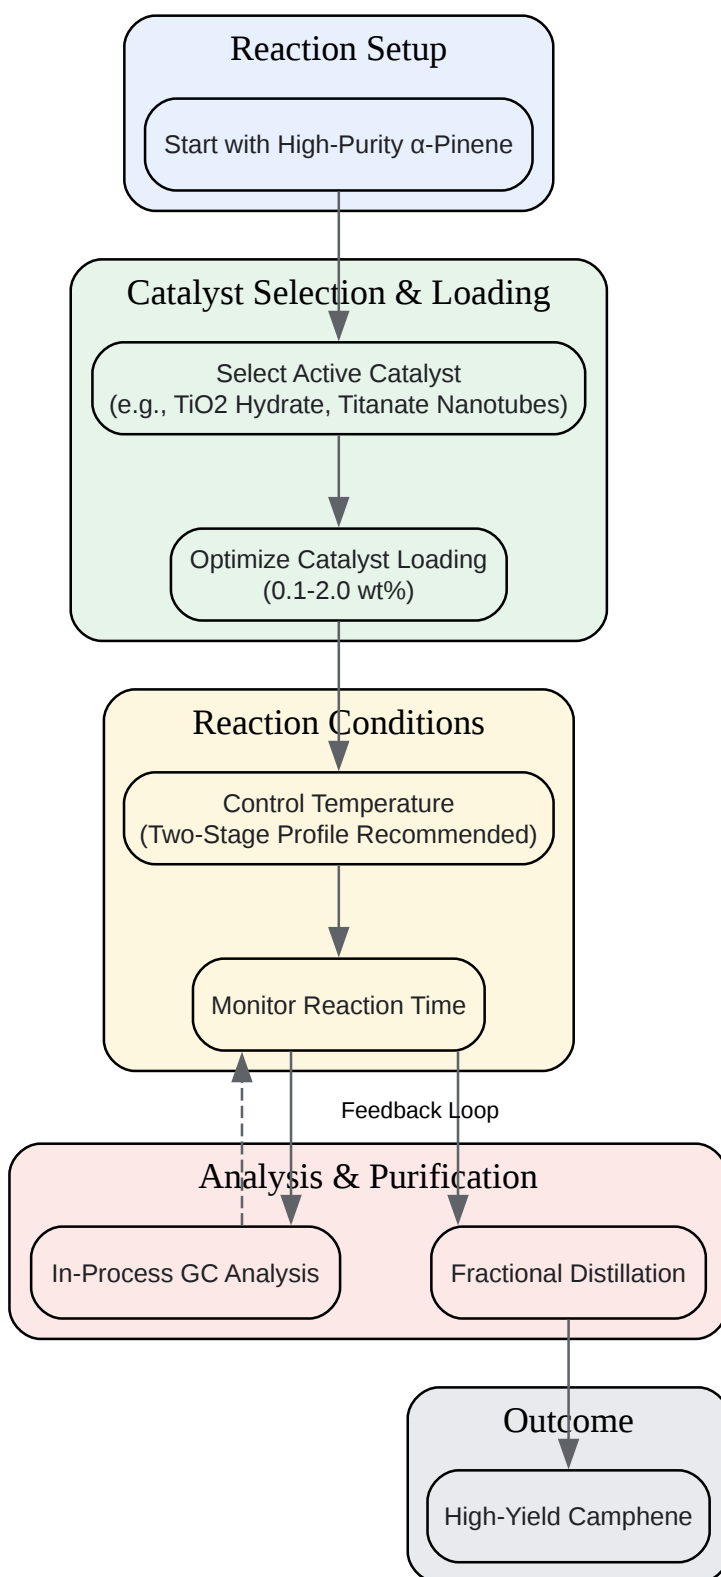 Reaction Setup
Start with High-Purity α-Pinene
Catalyst Selection & Loading
Select Active Catalyst
(e.g., TiO2 Hydrate, Titanate Nanotubes)
Optimize Catalyst Loading
(0.1-2.0 wt%)
Reaction Conditions
Control Temperature
(Two-Stage Profile Recommended)
Monitor Reaction Time
Feedback Loop
Analysis & Purification
In-Process GC Analysis
Fractional Distillation
Outcome
High-Yield Camphene